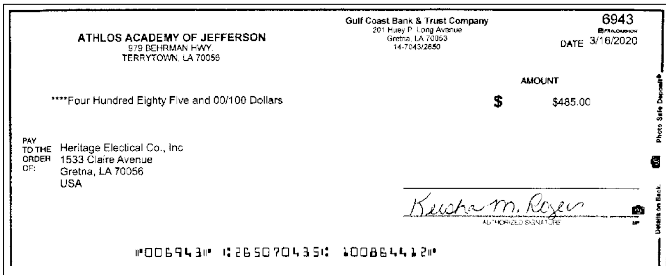 Gulf Coast Bank & Trust Company
201 Huey P. Long Avenue
Gretna, LA 70053
14-7043/2650
6943
DATE 3/16/2020
ATHLOS ACADEMY OF JEFFERSON
979 BEHRMAN HWY.
TERRYTOWN, LA 70056
AMOUNT
****Four Hundred Eighty Five and 00/100 Dollars
$ $485.00
PAY TO THE ORDER OF:
Heritage Electical Co., Inc
1533 Claire Avenue
Gretna, LA 70056
USA
Keisha M. Rozen
AUTHORIZED SIGNATURE
Photo Safe Deposit®
Details on Back.
⑈006943⑈ ⑆265070435⑆ 100864412⑈